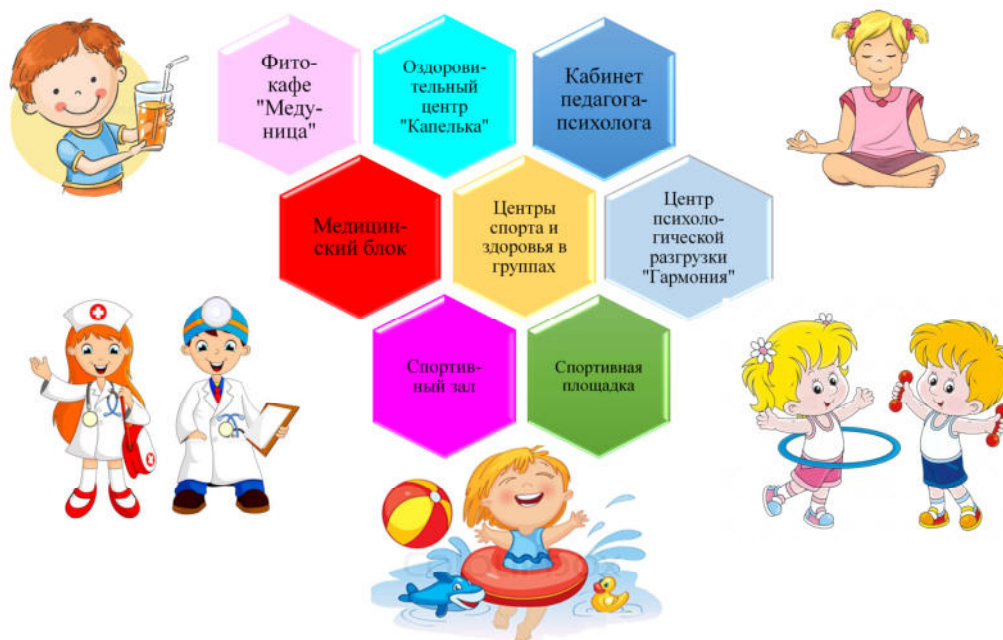 Фито-
кафе
"Меду-
ница"
Оздорови-
тельный
центр
"Капелька"
Кабинет
педагога-
психолога
Медицин-
ский блок
Центры
спорта и
здоровья в
группах
Центр
психоло-
гической
разгрузки
"Гармония"
Спортив-
ный зал
Спортивная
площадка